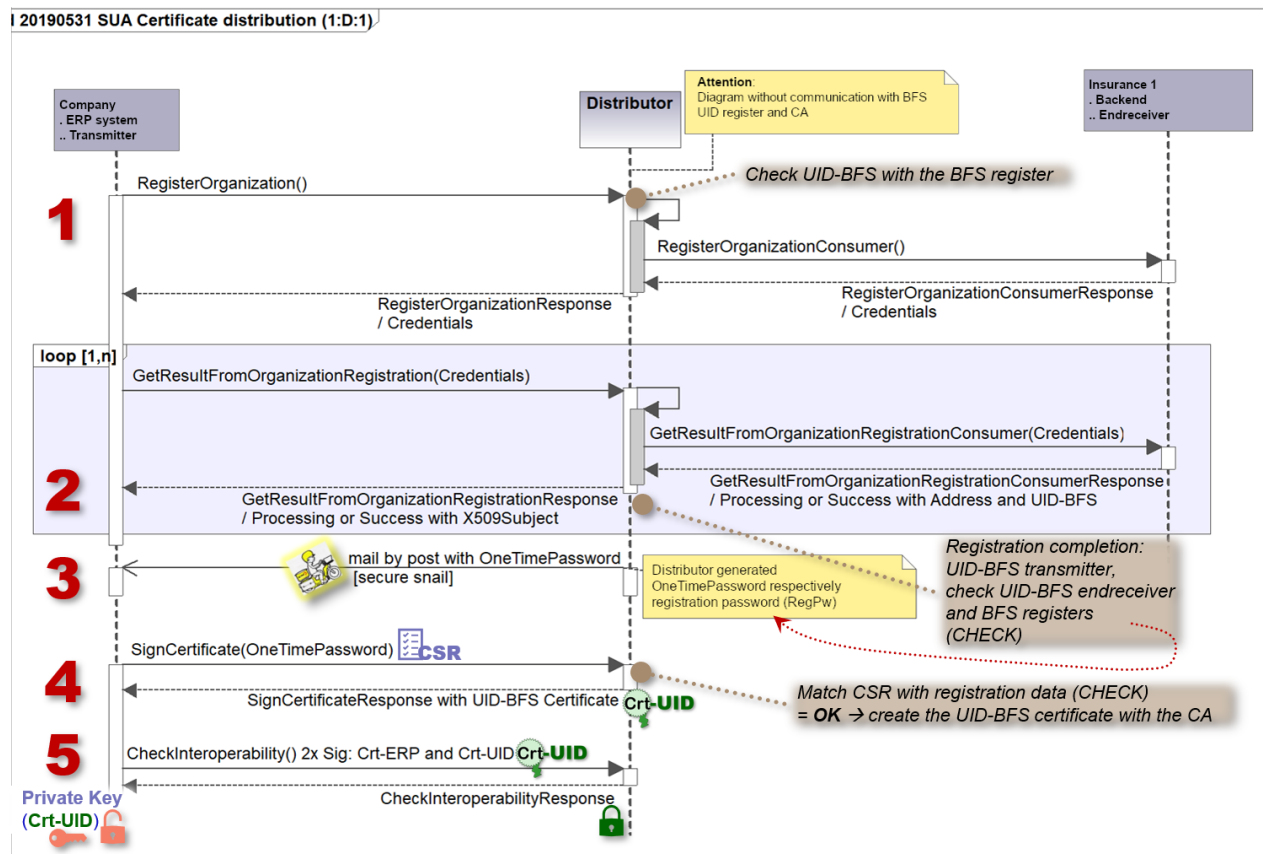 l 20190531 SUA Certificate distribution (1:D:1)
Attention:
Diagram without communication with BFS
UID register and CA
Company
. ERP system
.. Transmitter
Distributor
Insurance 1
. Backend
.. Endreceiver
Check UID-BFS with the BFS register
1
RegisterOrganization()
RegisterOrganizationConsumer()
RegisterOrganizationConsumerResponse
/ Credentials
RegisterOrganizationResponse
/ Credentials
loop [1,n]
GetResultFromOrganizationRegistration(Credentials)
GetResultFromOrganizationRegistrationConsumer(Credentials)
2
GetResultFromOrganizationRegistrationConsumerResponse
/ Processing or Success with Address and UID-BFS
GetResultFromOrganizationRegistrationResponse
/ Processing or Success with X509Subject
3
mail by post with OneTimePassword
[secure snail]
Distributor generated
OneTimePassword respectively
registration password (RegPw)
Registration completion:
UID-BFS transmitter,
check UID-BFS endreceiver
and BFS registers
(CHECK)
4
SignCertificate(OneTimePassword)
CSR
SignCertificateResponse with UID-BFS Certificate
Crt-UID
Match CSR with registration data (CHECK)
= OK → create the UID-BFS certificate with the CA
5
CheckInteroperability() 2x Sig: Crt-ERP and Crt-UID
Crt-UID
CheckInteroperabilityResponse
Private Key
(Crt-UID)